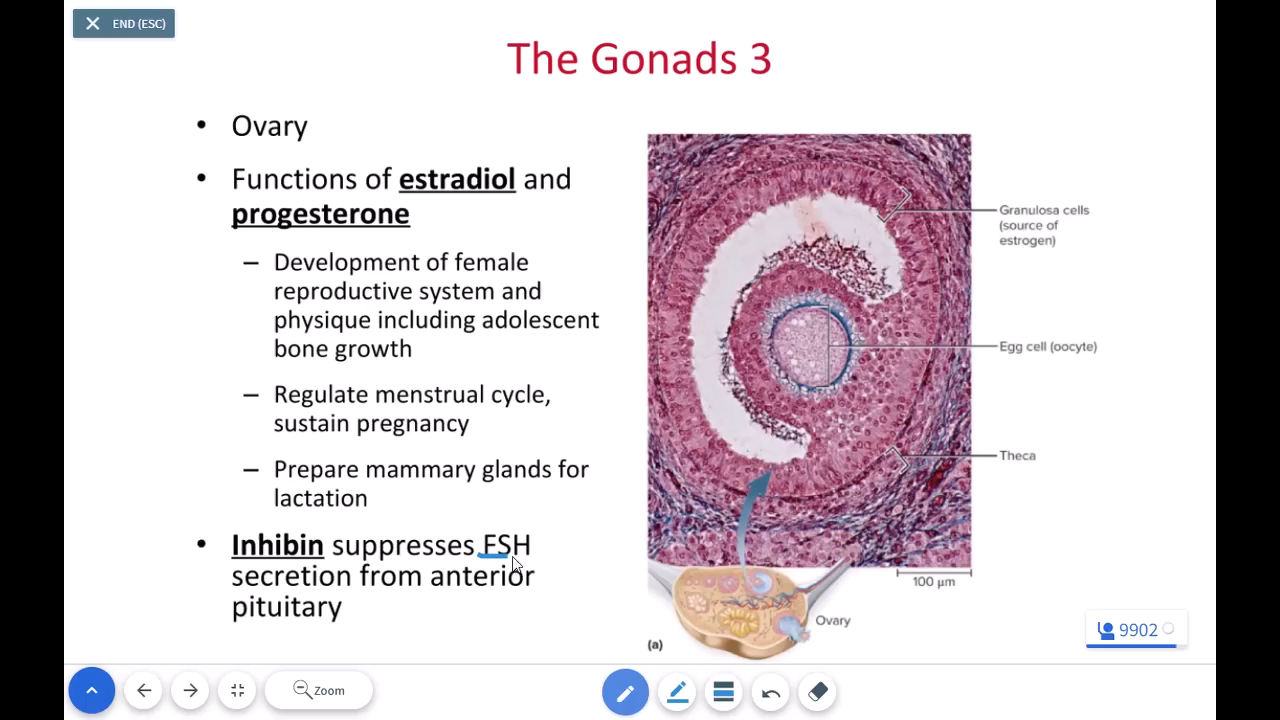 END (ESC)
The Gonads 3
• Ovary
• Functions of estradiol and
progesterone
– Development of female
reproductive system and
physique including adolescent
bone growth
– Regulate menstrual cycle,
sustain pregnancy
– Prepare mammary glands for
lactation
• Inhibin suppresses FSH
secretion from anterior
pituitary
Granulosa cells
(source of
estrogen)
Egg cell (oocyte)
Theca
100 µm
Ovary
(a)
9902
Zoom